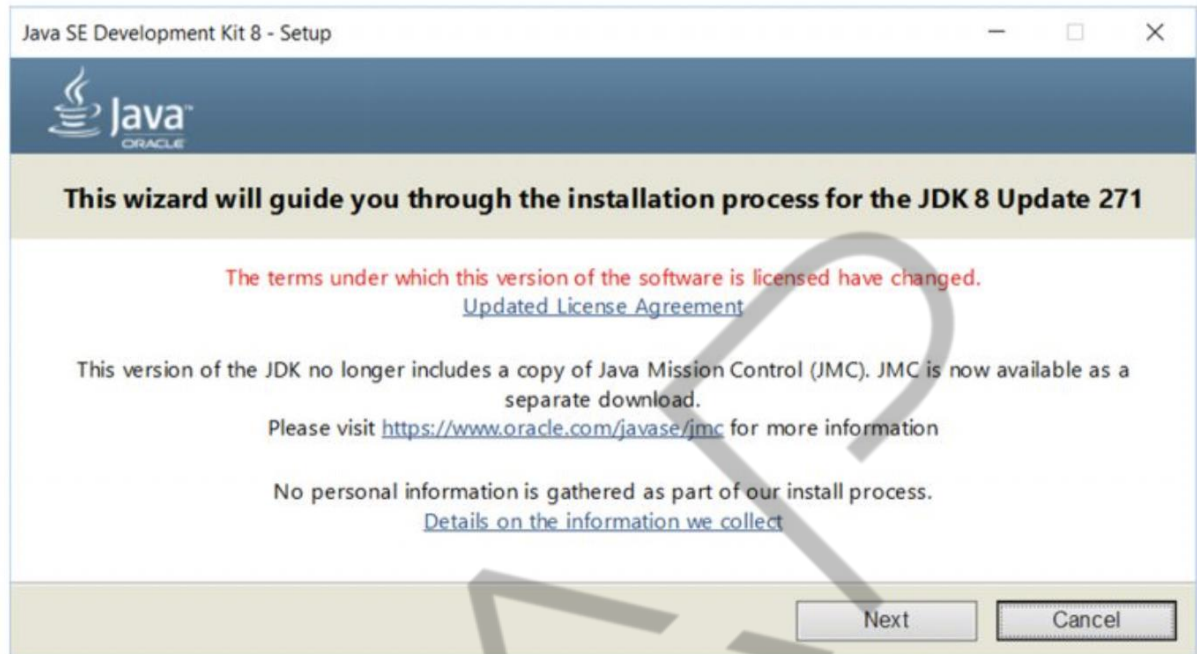 Java SE Development Kit 8 - Setup
Java™
ORACLE
This wizard will guide you through the installation process for the JDK 8 Update 271
The terms under which this version of the software is licensed have changed.
Updated License Agreement
This version of the JDK no longer includes a copy of Java Mission Control (JMC). JMC is now available as a
separate download.
Please visit https://www.oracle.com/javase/jmc for more information
No personal information is gathered as part of our install process.
Details on the information we collect
Next
Cancel